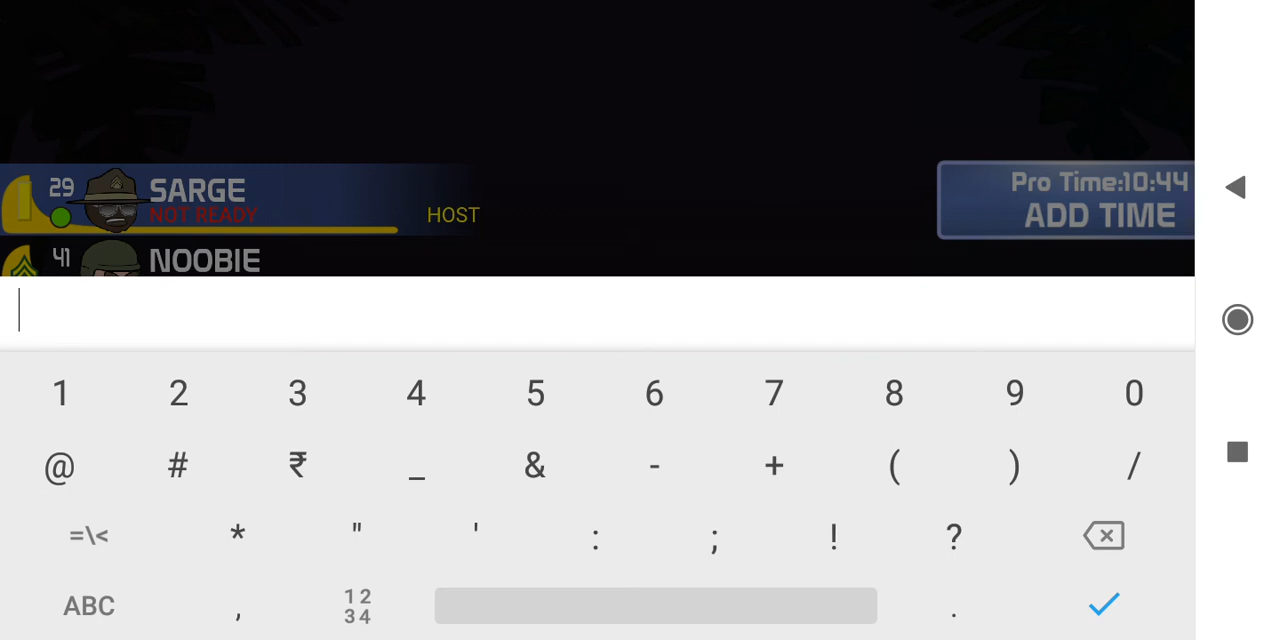 29 SARGE
NOT READY
HOST
Pro Time:10:44
ADD TIME
41 NOOBIE
1 2 3 4 5 6 7 8 9 0
@ # ₹ _ & - + ( ) /
=\< * " ' : ; ! ?
ABC , 12 .
34